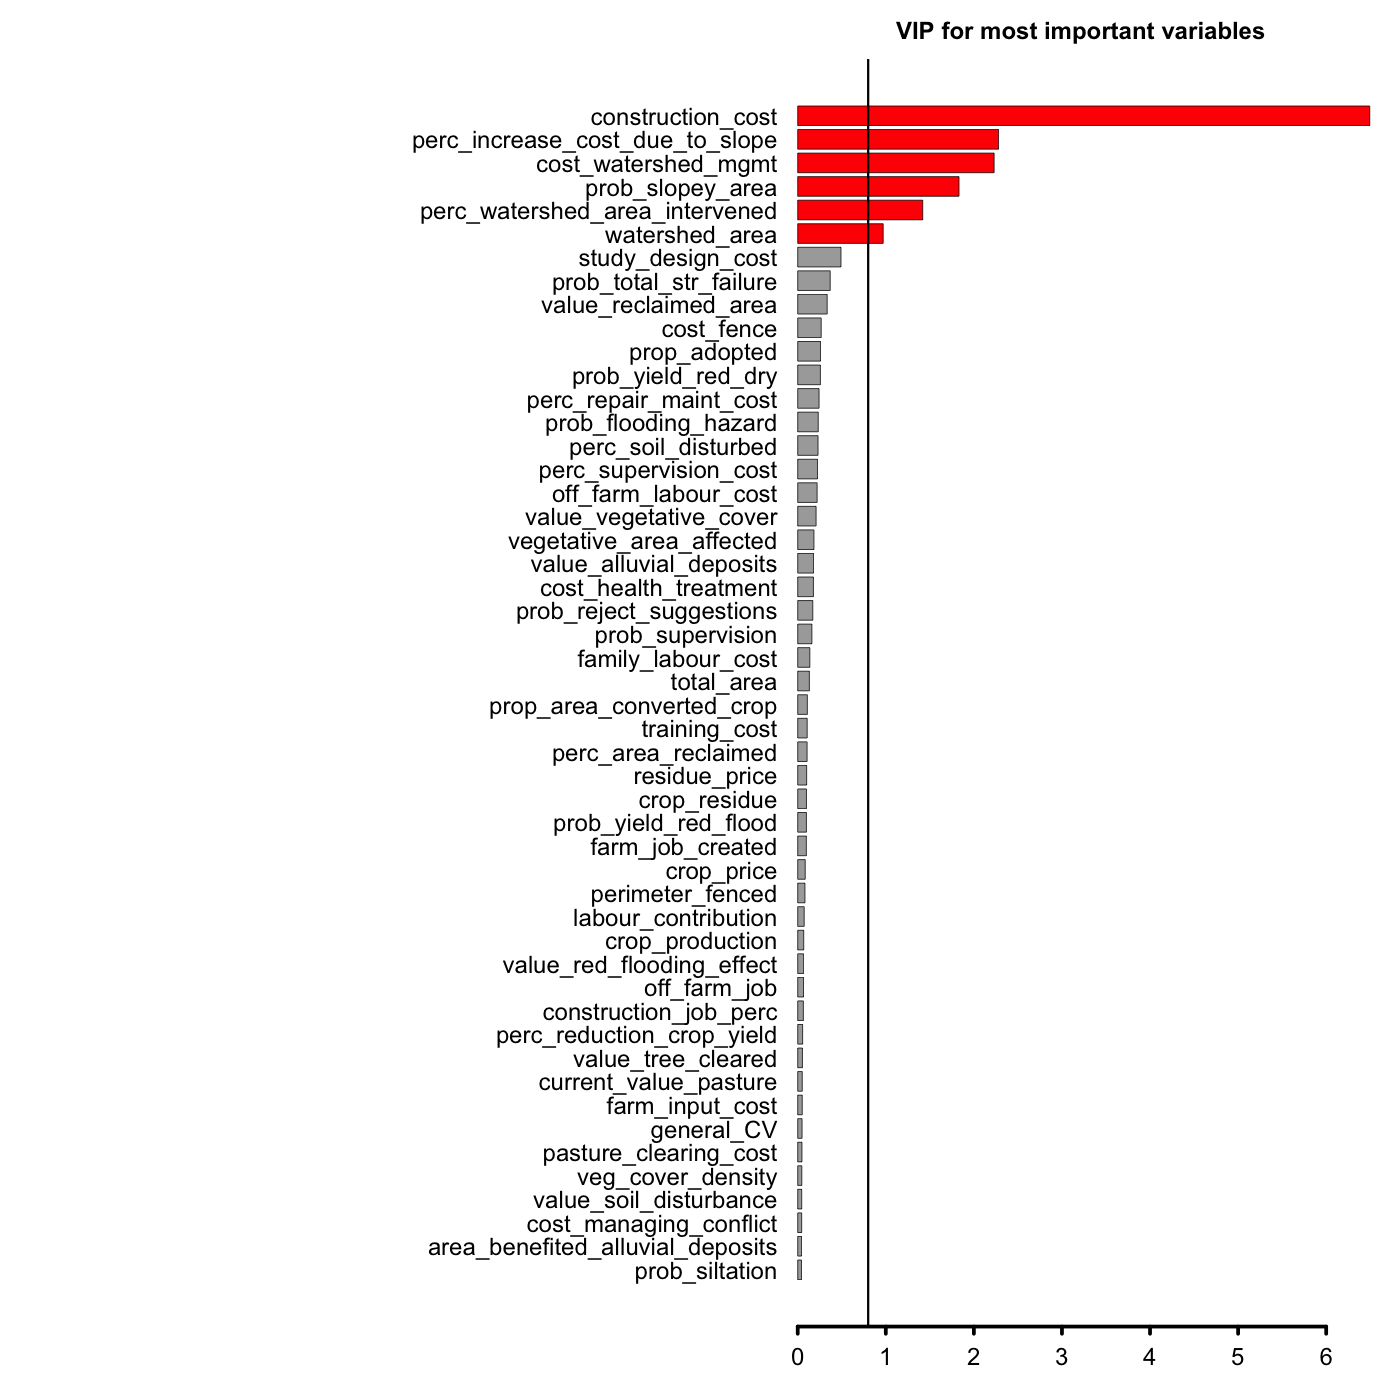 VIP for most important variables
construction_cost
perc_increase_cost_due_to_slope
cost_watershed_mgmt
prob_slopey_area
perc_watershed_area_intervened
watershed_area
study_design_cost
prob_total_str_failure
value_reclaimed_area
cost_fence
prop_adopted
prob_yield_red_dry
perc_repair_maint_cost
prob_flooding_hazard
perc_soil_disturbed
perc_supervision_cost
off_farm_labour_cost
value_vegetative_cover
vegetative_area_affected
value_alluvial_deposits
cost_health_treatment
prob_reject_suggestions
prob_supervision
family_labour_cost
total_area
prop_area_converted_crop
training_cost
perc_area_reclaimed
residue_price
crop_residue
prob_yield_red_flood
farm_job_created
crop_price
perimeter_fenced
labour_contribution
crop_production
value_red_flooding_effect
off_farm_job
construction_job_perc
perc_reduction_crop_yield
value_tree_cleared
current_value_pasture
farm_input_cost
general_CV
pasture_clearing_cost
veg_cover_density
value_soil_disturbance
cost_managing_conflict
area_benefited_alluvial_deposits
prob_siltation
0 1 2 3 4 5 6